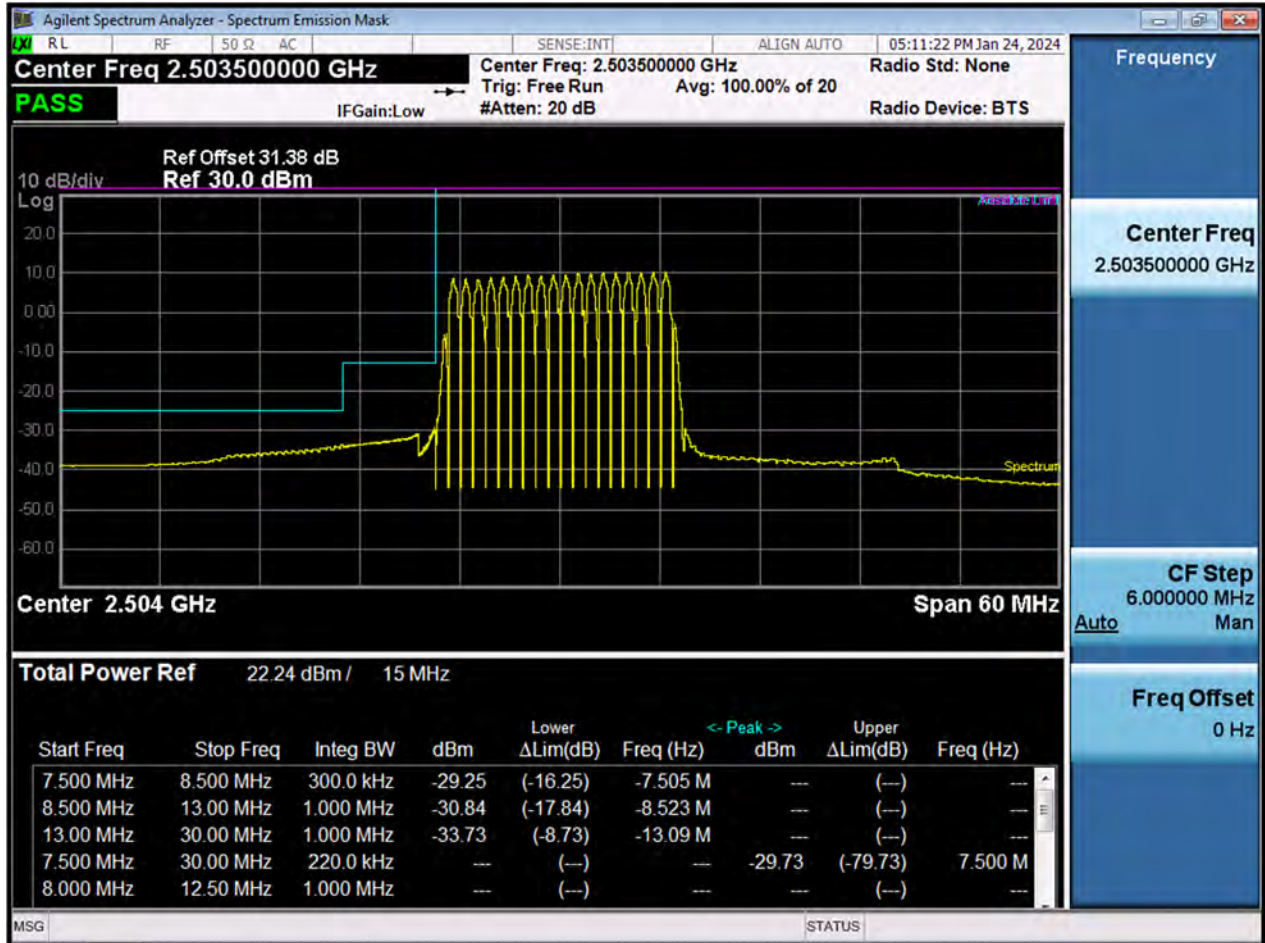 Agilent Spectrum Analyzer - Spectrum Emission Mask
LXI RL RF 50 Ω AC SENSE:INT ALIGN AUTO 05:11:22 PM Jan 24, 2024
Center Freq 2.503500000 GHz Center Freq: 2.503500000 GHz Radio Std: None
Trig: Free Run Avg: 100.00% of 20
PASS IFGain:Low #Atten: 20 dB Radio Device: BTS
Ref Offset 31.38 dB
10 dB/div Ref 30.0 dBm
Log
Absolute Limit
20.0
10.0
0.00
-10.0
-20.0
-30.0
-40.0
Spectrum
-50.0
-60.0
Center 2.504 GHz Span 60 MHz
Total Power Ref 22.24 dBm / 15 MHz
Lower <- Peak -> Upper
Start Freq Stop Freq Integ BW dBm ΔLim(dB) Freq (Hz) dBm ΔLim(dB) Freq (Hz)
7.500 MHz 8.500 MHz 300.0 kHz -29.25 (-16.25) -7.505 M --- (---) ---
8.500 MHz 13.00 MHz 1.000 MHz -30.84 (-17.84) -8.523 M --- (---) ---
13.00 MHz 30.00 MHz 1.000 MHz -33.73 (-8.73) -13.09 M --- (---) ---
7.500 MHz 30.00 MHz 220.0 kHz --- (---) --- -29.73 (-79.73) 7.500 M
8.000 MHz 12.50 MHz 1.000 MHz --- (---) --- --- (---) ---
MSG STATUS
Frequency
Center Freq
2.503500000 GHz
CF Step
6.000000 MHz
Auto Man
Freq Offset
0 Hz